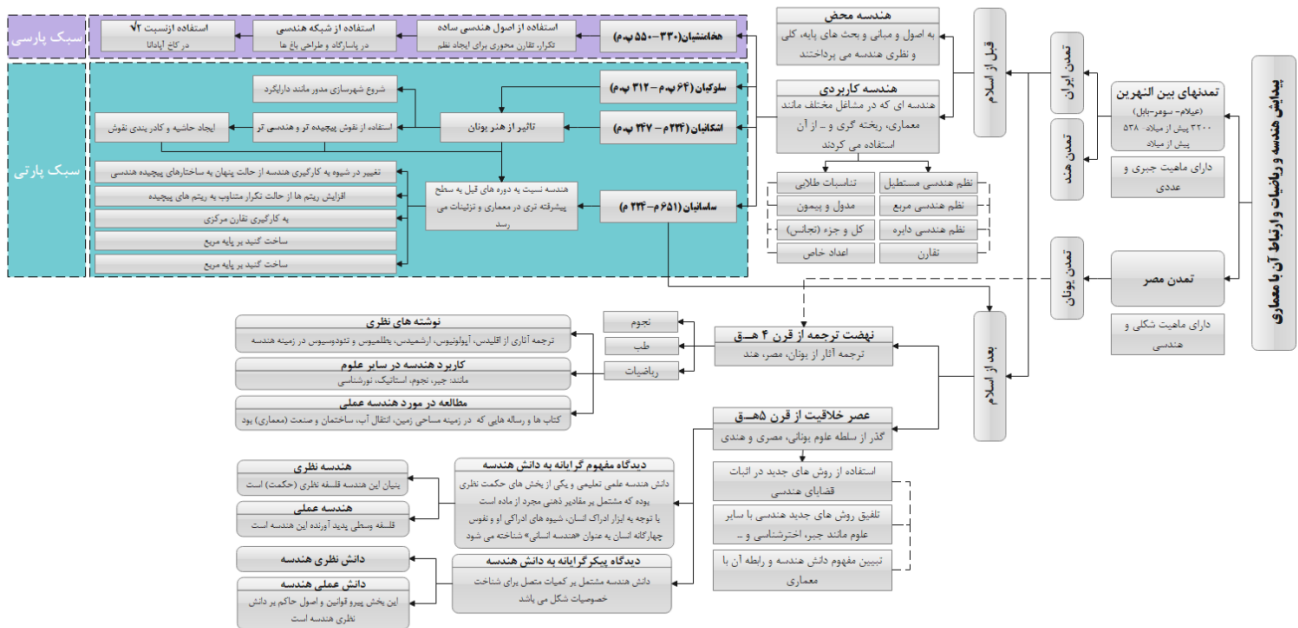 پیدایش هندسه و ریاضیات و ارتباط آن با معماری
تمدنهای بین النهرین
(عیلام- سومر-بابل)
۳۲۰۰ پیش از میلاد- ۵۳۸
پیش از میلاد
دارای ماهیت جبری و
عددی
تمدن مصر
دارای ماهیت شکلی و
هندسی
تمدن ایران
تمدن هند
تمدن یونان
قبل از اسلام
هندسه محض
به اصول و مبانی و بحث های پایه، کلی
و نظری هندسه می پرداختند
هندسه کاربردی
هندسه ای که در مشاغل مختلف مانند
معماری، ریخته گری و ... از آن
استفاده می کردند
نظم هندسی مستطیل
نظم هندسی مربع
نظم هندسی دایره
تقارن
تناسبات طلایی
مدول و پیمون
کل و جزء (تجانس)
اعداد خاص
سبک پارسی
هخامنشیان(۳۳۰-۵۵۰ پ.م)
استفاده از اصول هندسی ساده
تکرار، تقارن محوری برای ایجاد نظم
استفاده از شبکه هندسی
در پاسارگاد و طراحی باغ ها
استفاده ازنسبت ۲√
در کاخ آپادانا
سبک پارتی
سلوکیان (۶۴ پ.م - ۳۱۲ پ.م)
اشکانیان (۲۲۴ م - ۲۴۷ پ.م)
ساسانیان (۶۵۱ م-۲۲۴ م)
تاثیر از هنر یونان
شروع شهرسازی مدور مانند دارابگرد
استفاده از نقوش پیچیده تر و هندسی تر
ایجاد حاشیه و کادر بندی نقوش
هندسه نسبت به دوره های قبل به سطح
پیشرفته تری در معماری و تزئینات می
رسد
تغییر در شیوه به کارگیری هندسه از حالت پنهان به ساختارهای پیچیده هندسی
افزایش ریتم ها از حالت تکرار متناوب به ریتم های پیچیده
به کارگیری تقارن مرکزی
ساخت گنبد بر پایه مربع
ساخت گنبد بر پایه مربع
بعد از اسلام
نهضت ترجمه از قرن ۴ هــق
ترجمه آثار از یونان، مصر، هند
نجوم
طب
ریاضیات
نوشته های نظری
ترجمه آثاری از اقلیدس، آپولونیوس، ارشمیدس، بطلمیوس و تئودوسیوس در زمینه هندسه
کاربرد هندسه در سایر علوم
مانند: جبر، نجوم، استاتیک، نورشناسی
مطالعه در مورد هندسه عملی
کتاب ها و رساله هایی که در زمینه مساحی زمین، انتقال آب، ساختمان و صنعت (معماری) بود
عصر خلاقیت از قرن ۵هــق
گذر از سلطه علوم یونانی، مصری و هندی
استفاده از روش های جدید در اثبات
قضایای هندسی
تلفیق روش های جدید هندسی با سایر
علوم مانند جبر، اخترشناسی و ...
تبیین مفهوم دانش هندسه و رابطه آن با
معماری
دیدگاه مفهوم گرایانه به دانش هندسه
دانش هندسه علمی تعلیمی و یکی از بخش های حکمت نظری
بوده که مشتمل بر مقادیر ذهنی مجرد از ماده است
با توجه به ابزار ادراک انسان، شیوه های ادراکی او و نفوس
چهارگانه انسان به عنوان «هندسه انسانی» شناخته می شود
هندسه نظری
بنیان این هندسه فلسفه نظری (حکمت) است
هندسه عملی
فلسفه وسطی پدید آورنده این هندسه است
دیدگاه پیکر گرایانه به دانش هندسه
دانش هندسه مشتمل بر کمیات متصل برای شناخت
خصوصیات شکل می باشد
دانش نظری هندسه
دانش عملی هندسه
این بخش پیرو قوانین و اصول حاکم بر دانش
نظری هندسه است